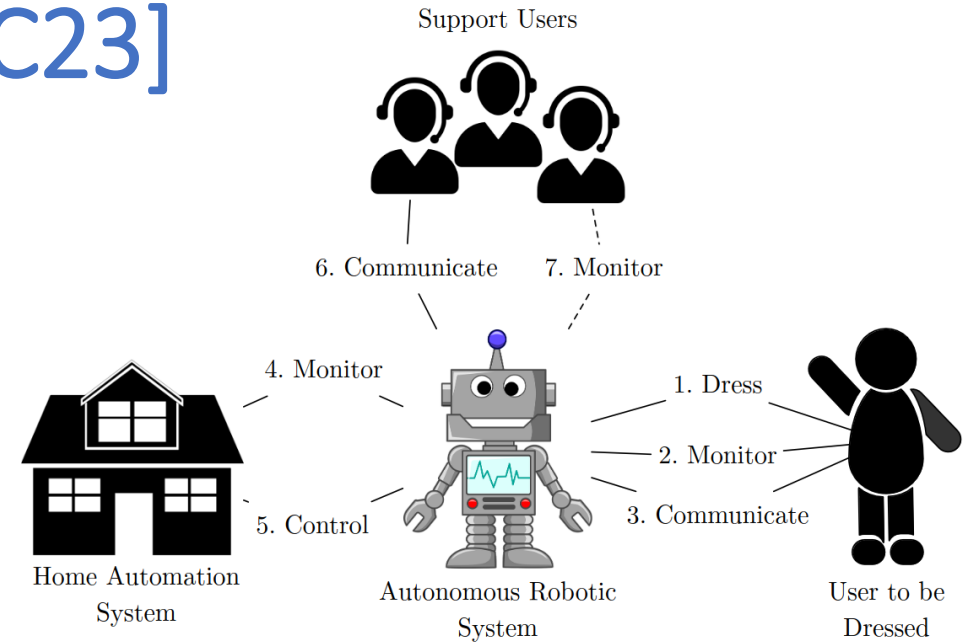 C23]
Support Users
6. Communicate
7. Monitor
4. Monitor
1. Dress
2. Monitor
3. Communicate
5. Control
Home Automation
System
Autonomous Robotic
System
User to be
Dressed